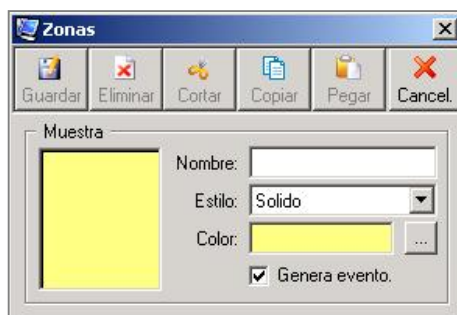 Zonas
Guardar Eliminar Cortar Copiar Pegar Cancel.
Muestra
Nombre:
Estilo: Solido
Color: ...
Genera evento.